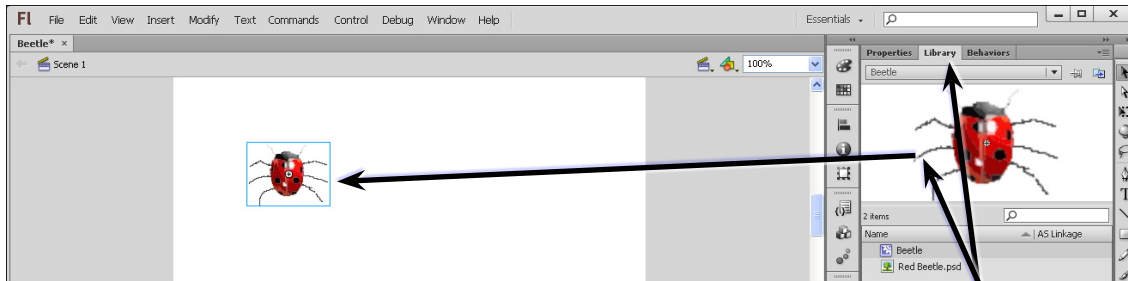 Fl File Edit View Insert Modify Text Commands Control Debug Window Help Essentials
Beetle* ×
Scene 1 100%
Properties Library Behaviors
Beetle
2 items
Name AS Linkage
Beetle
Red Beetle.psd